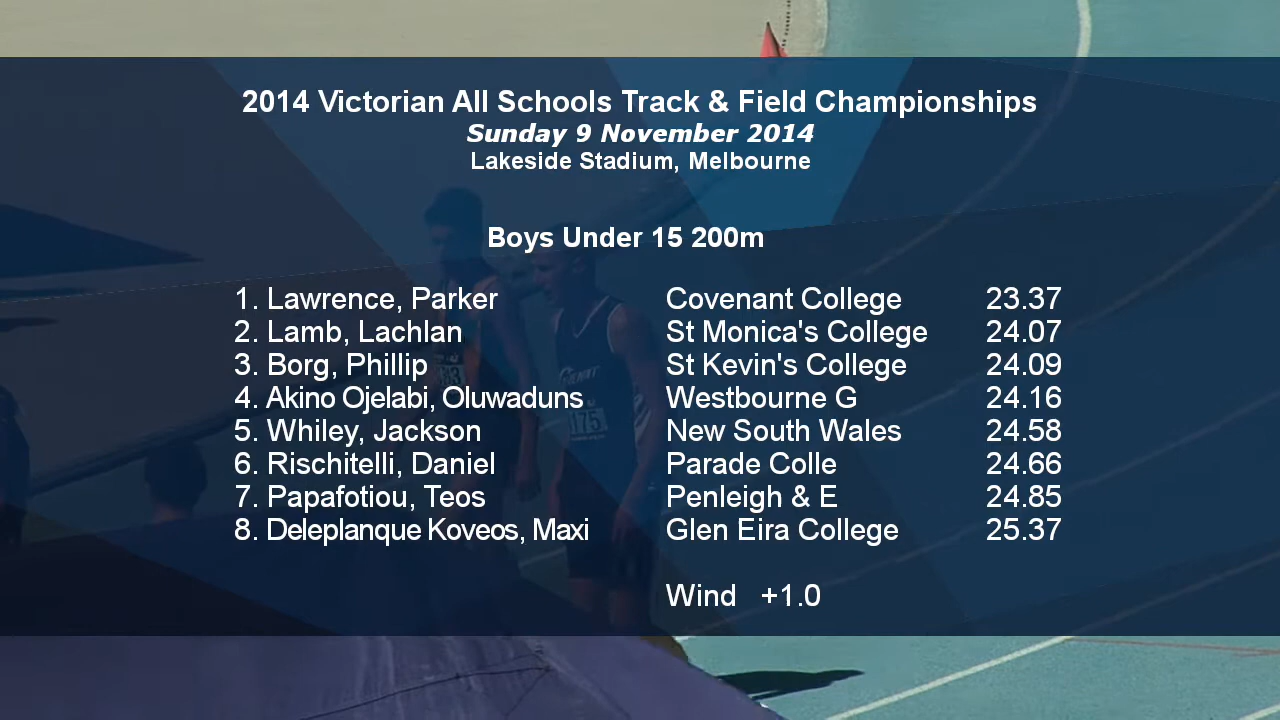 2014 Victorian All Schools Track & Field Championships
Sunday 9 November 2014
Lakeside Stadium, Melbourne
Boys Under 15 200m
1. Lawrence, Parker Covenant College 23.37
2. Lamb, Lachlan St Monica's College 24.07
3. Borg, Phillip St Kevin's College 24.09
4. Akino Ojelabi, Oluwaduns Westbourne G 24.16
5. Whiley, Jackson New South Wales 24.58
6. Rischitelli, Daniel Parade Colle 24.66
7. Papafotiou, Teos Penleigh & E 24.85
8. Deleplanque Koveos, Maxi Glen Eira College 25.37
Wind +1.0